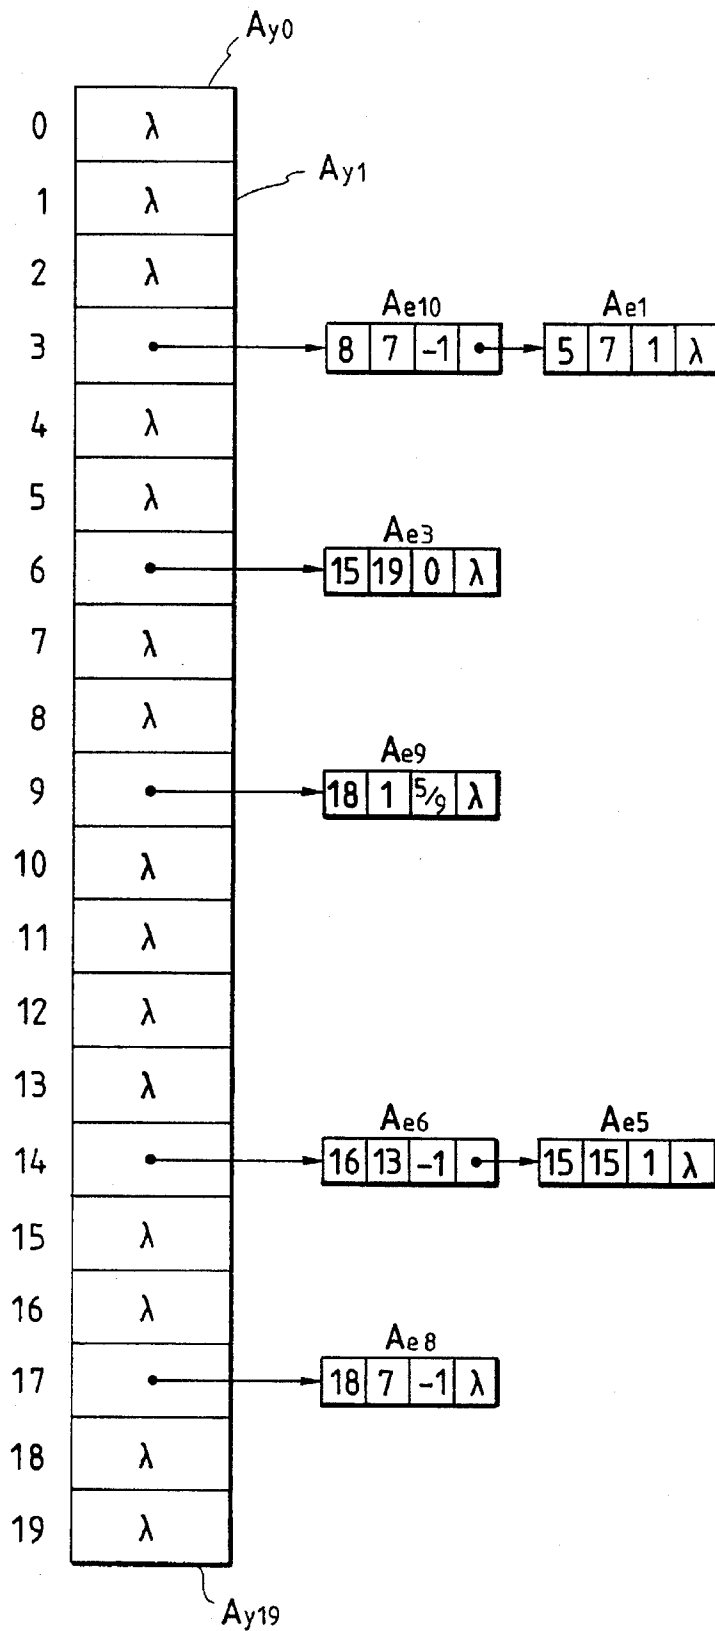 Ay0
0 λ
Ay1
1 λ
2 λ
Ae10 Ae1
3 8 7 -1 5 7 1 λ
4 λ
5 λ
Ae3
6 15 19 0 λ
7 λ
8 λ
Ae9
9 18 1 5/9 λ
10 λ
11 λ
12 λ
13 λ
Ae6 Ae5
14 16 13 -1 15 15 1 λ
15 λ
16 λ
Ae8
17 18 7 -1 λ
18 λ
19 λ
Ay19